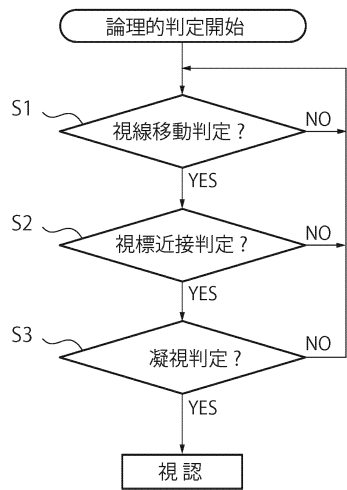 論理的判定開始
S1
視線移動判定?
NO
YES
S2
視標近接判定?
NO
YES
S3
凝視判定?
NO
YES
視認